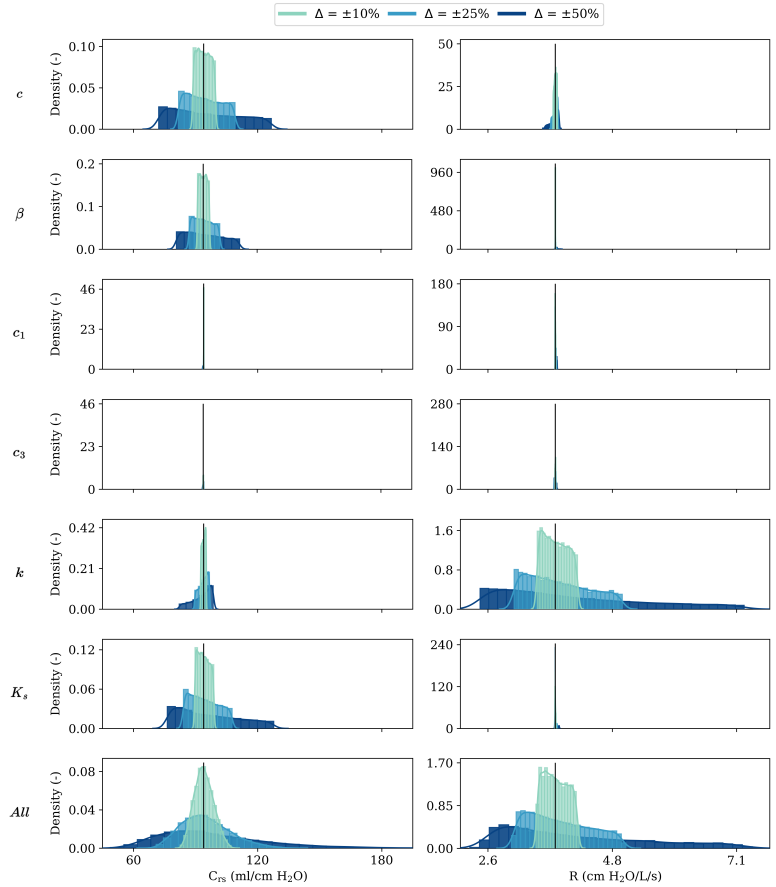 Δ = ±10% Δ = ±25% Δ = ±50%
c
Density (-)
0.10
0.05
0.00
50
25
0
β
Density (-)
0.2
0.1
0.0
960
480
0
c₁
Density (-)
46
23
0
180
90
0
c₃
Density (-)
46
23
0
280
140
0
k
Density (-)
0.42
0.21
0.00
1.6
0.8
0.0
Kₛ
Density (-)
0.12
0.06
0.00
240
120
0
All
Density (-)
0.08
0.04
0.00
1.70
0.85
0.00
60 120 180
2.6 4.8 7.1
Cᵣₛ (ml/cm H₂O)
R (cm H₂O/L/s)